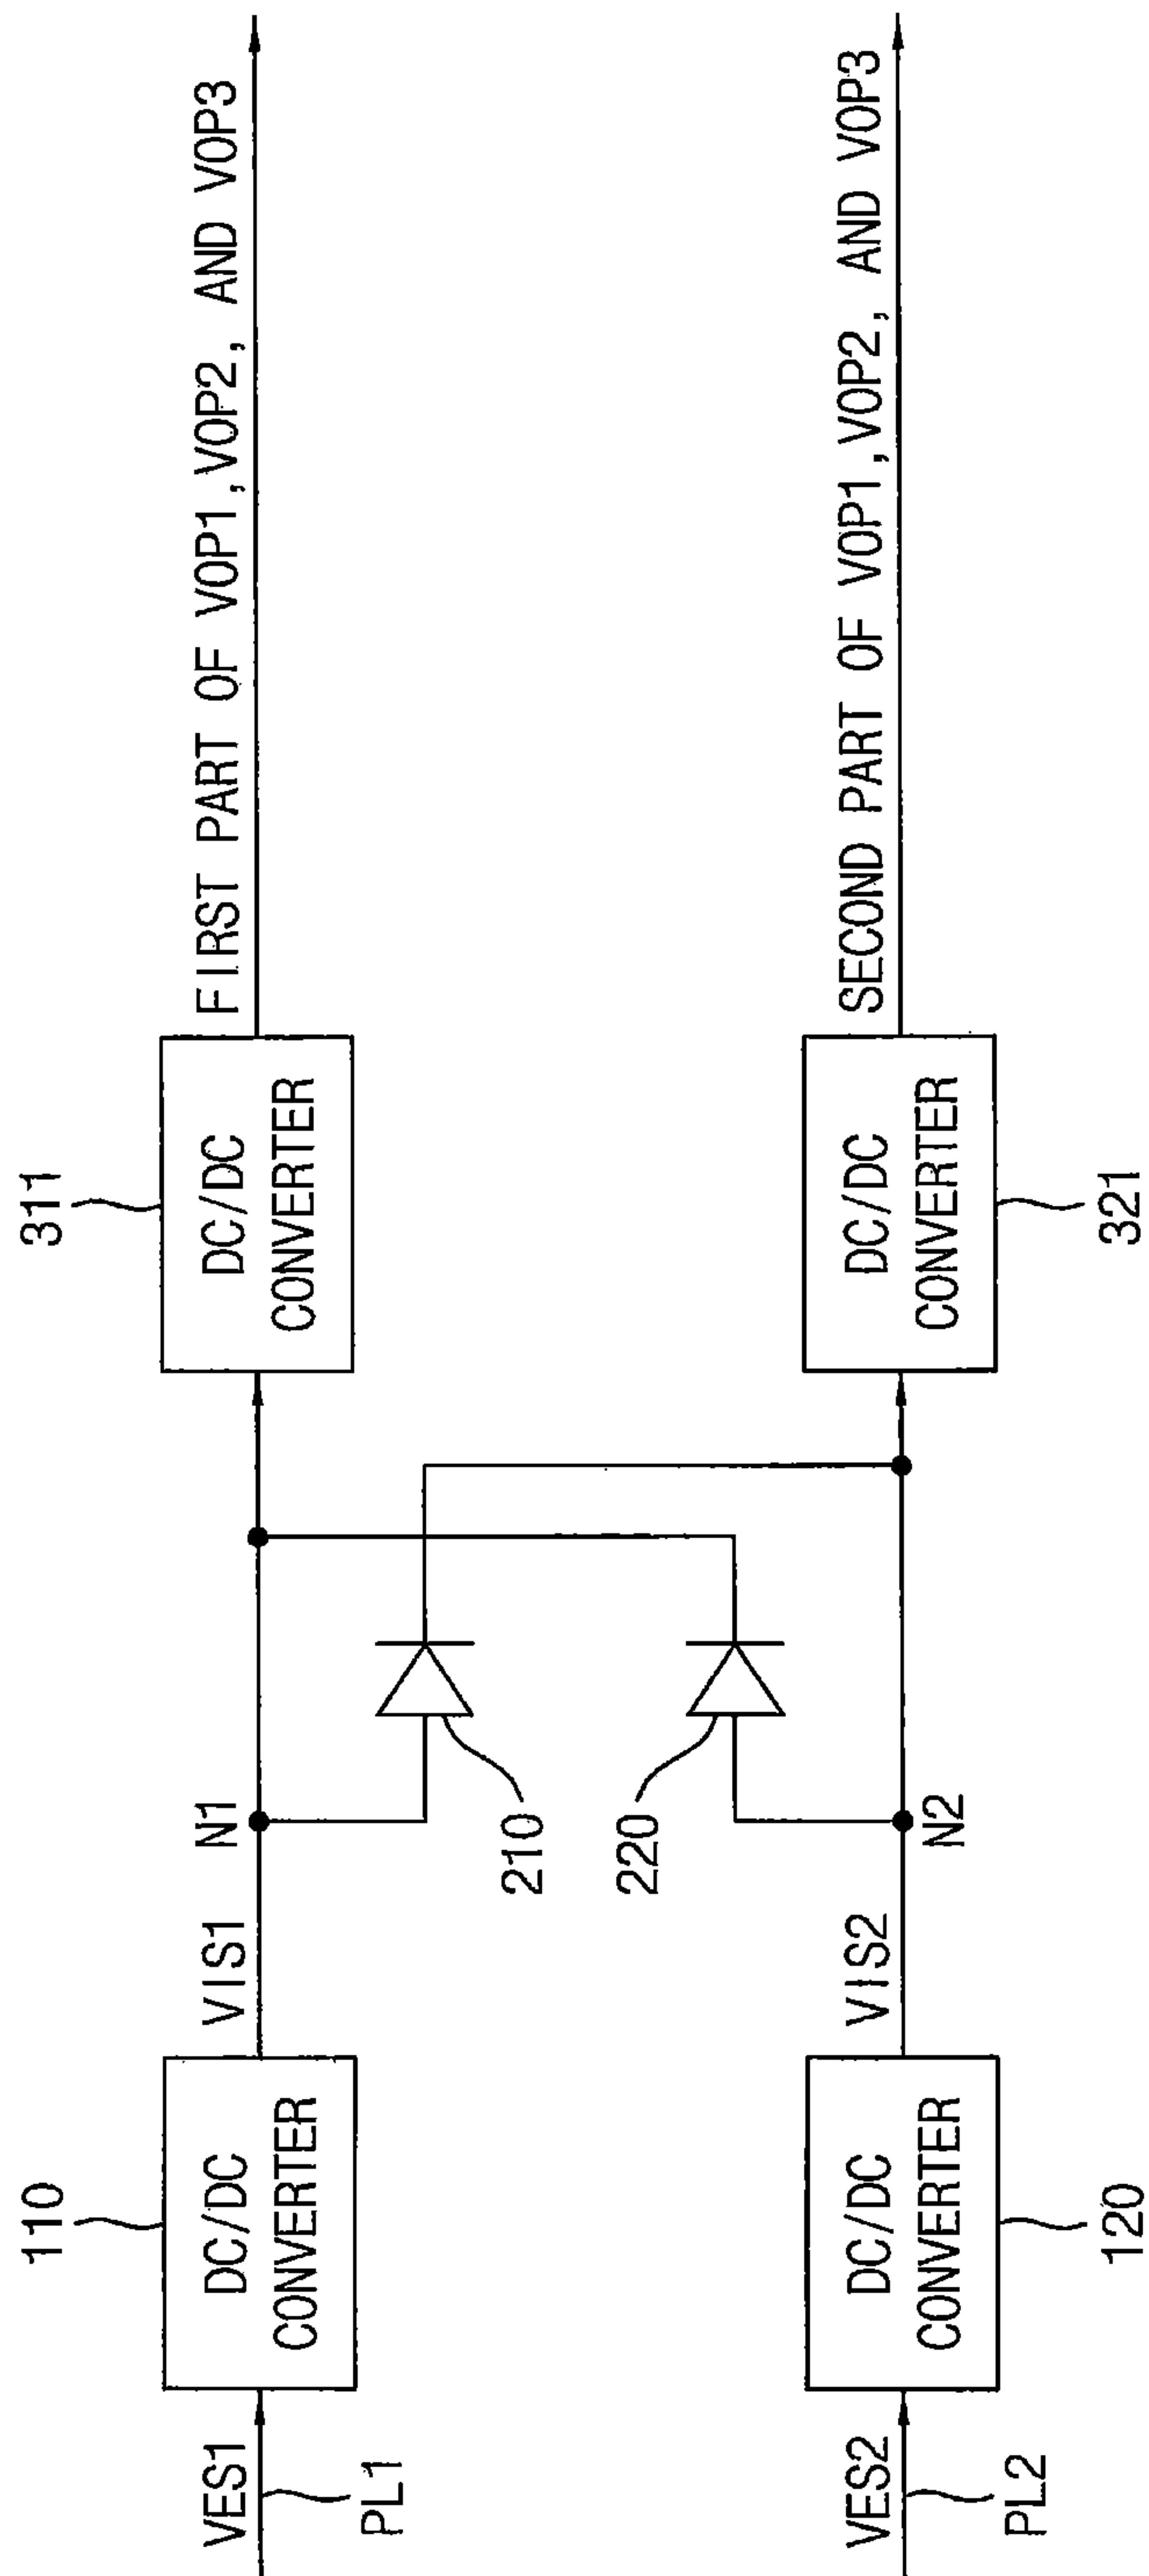 VES1
PL1
110
DC/DC
CONVERTER
VIS1
N1
210
311
DC/DC
CONVERTER
FIRST PART OF VOP1,VOP2, AND VOP3
VES2
PL2
120
DC/DC
CONVERTER
VIS2
N2
220
321
DC/DC
CONVERTER
SECOND PART OF VOP1,VOP2, AND VOP3